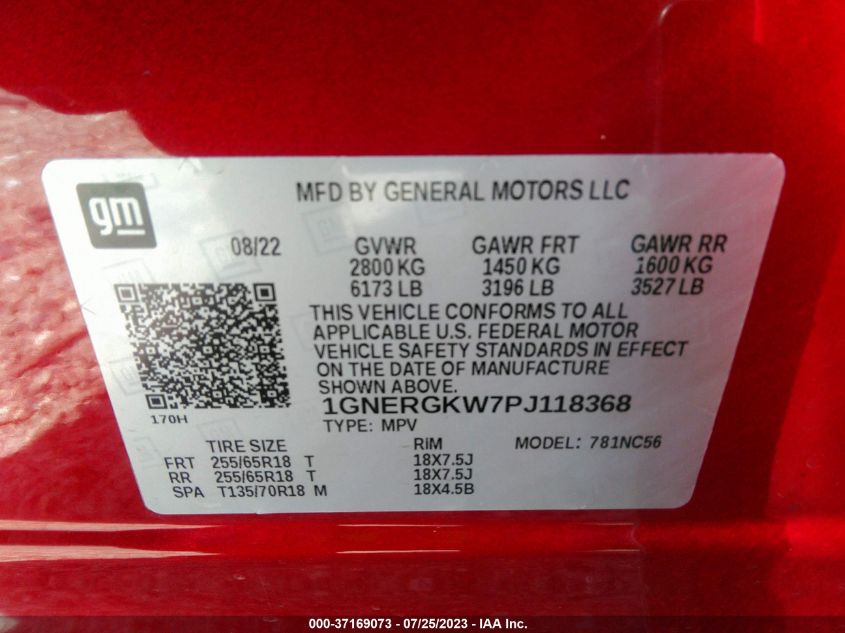 gm
MFD BY GENERAL MOTORS LLC
08/22 GVWR GAWR FRT GAWR RR
2800 KG 1450 KG 1600 KG
6173 LB 3196 LB 3527 LB
THIS VEHICLE CONFORMS TO ALL
APPLICABLE U.S. FEDERAL MOTOR
VEHICLE SAFETY STANDARDS IN EFFECT
ON THE DATE OF MANUFACTURE
SHOWN ABOVE.
170H
1GNERGKW7PJ118368
TYPE: MPV
TIRE SIZE RIM MODEL: 781NC56
FRT 255/65R18 T 18X7.5J
RR 255/65R18 T 18X7.5J
SPA T135/70R18 M 18X4.5B
000-37169073 - 07/25/2023 - IAA Inc.